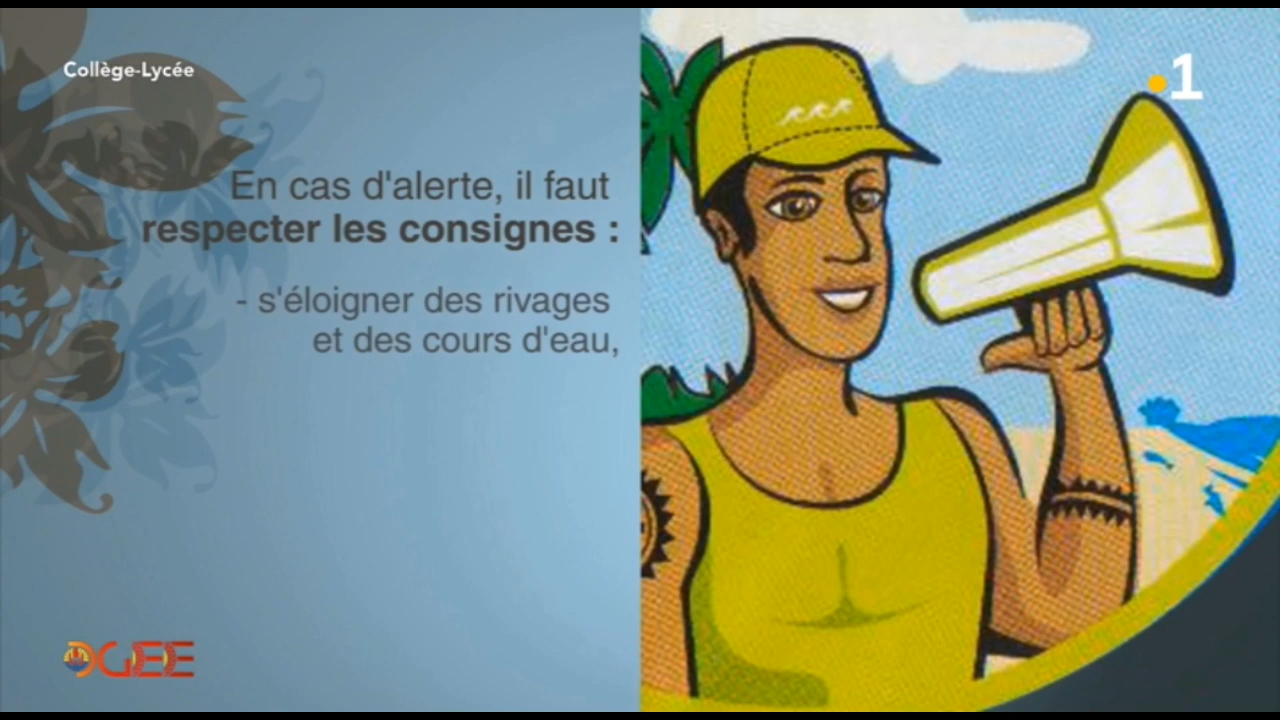 Collège-Lycée
1
En cas d'alerte, il faut
respecter les consignes :
- s'éloigner des rivages
et des cours d'eau,
DGEE